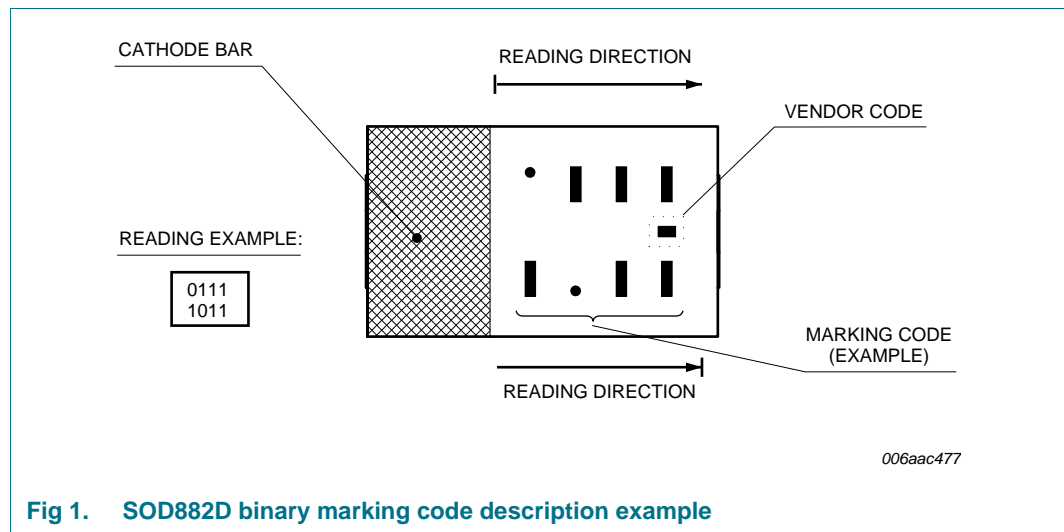 CATHODE BAR
READING DIRECTION
VENDOR CODE
READING EXAMPLE:
0111
1011
MARKING CODE
(EXAMPLE)
READING DIRECTION
006aac477
Fig 1. SOD882D binary marking code description example